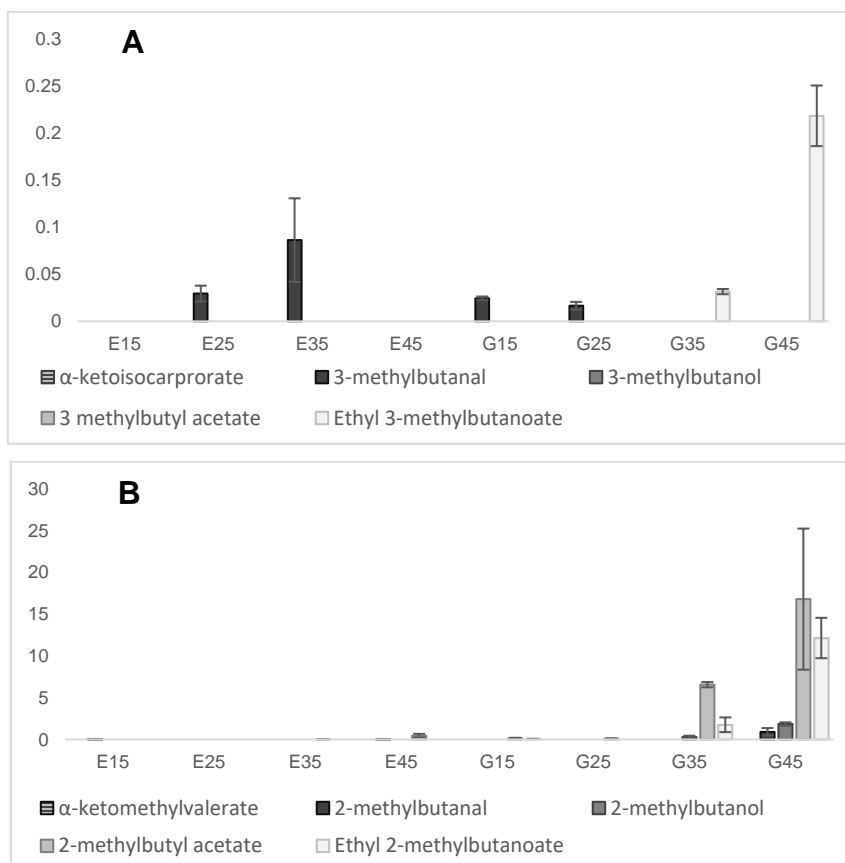 A
0.3
0.25
0.2
0.15
0.1
0.05
0
E15 E25 E35 E45 G15 G25 G35 G45
α-ketoisocarprorate 3-methylbutanal 3-methylbutanol
3 methylbutyl acetate Ethyl 3-methylbutanoate
B
30
25
20
15
10
5
0
E15 E25 E35 E45 G15 G25 G35 G45
α-ketomethylvalerate 2-methylbutanal 2-methylbutanol
2-methylbutyl acetate Ethyl 2-methylbutanoate